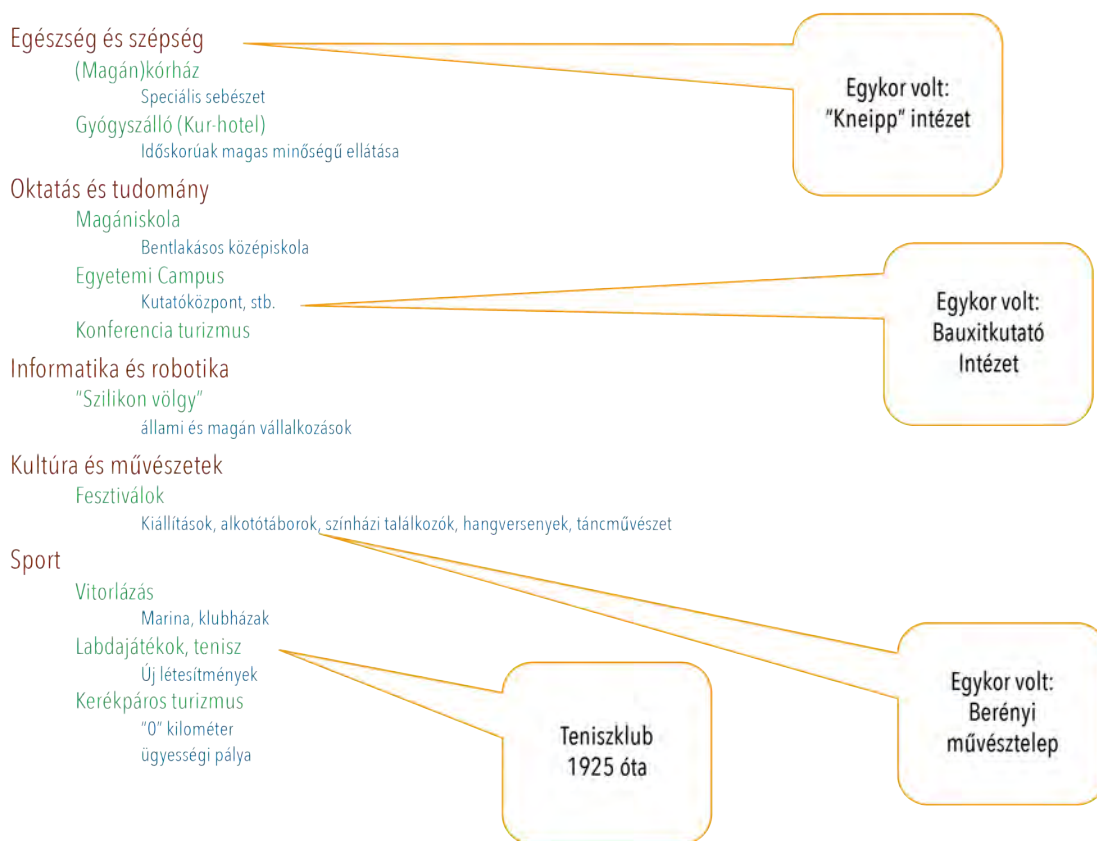 Egészség és szépség
(Magán)kórház
Speciális sebészet
Gyógyszálló (Kur-hotel)
Időskorúak magas minőségű ellátása
Egykor volt:
"Kneipp" intézet
Oktatás és tudomány
Magániskola
Bentlakásos középiskola
Egyetemi Campus
Kutatóközpont, stb.
Konferencia turizmus
Egykor volt:
Bauxitkutató
Intézet
Informatika és robotika
"Szilikon völgy"
állami és magán vállalkozások
Kultúra és művészetek
Fesztiválok
Kiállítások, alkotótáborok, színházi találkozók, hangversenyek, táncművészet
Sport
Vitorlázás
Marina, klubházak
Labdajátékok, tenisz
Új létesítmények
Kerékpáros turizmus
"0" kilométer
ügyességi pálya
Teniszklub
1925 óta
Egykor volt:
Berényi
művésztelep